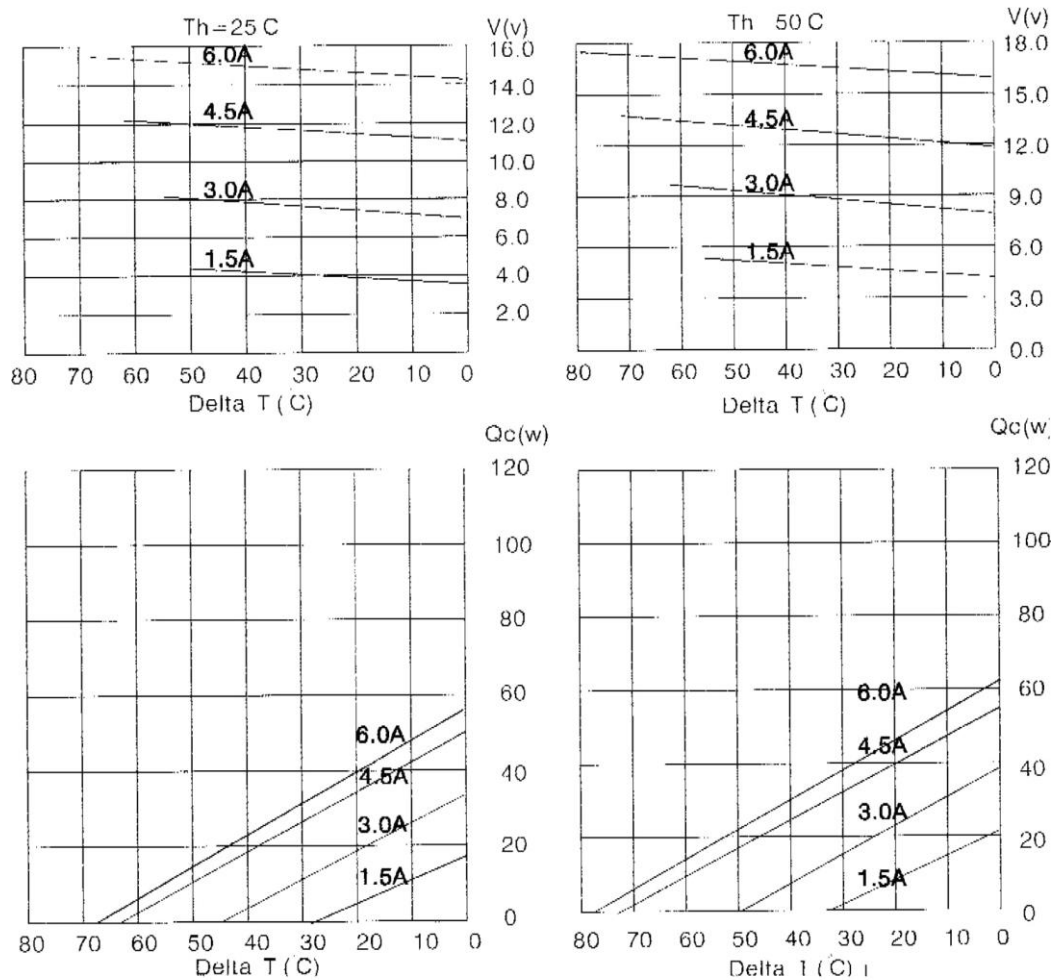 Th=25 C
V(v)
16.0
14.0
12.0
10.0
8.0
6.0
4.0
2.0
6.0A
4.5A
3.0A
1.5A
80 70 60 50 40 30 20 10 0
Delta T (°C)
Th 50 C
V(v)
18.0
15.0
12.0
9.0
6.0
3.0
0.0
6.0A
4.5A
3.0A
1.5A
80 70 60 50 40 30 20 10 0
Delta T (°C)
Qc(w)
120
100
80
60
40
20
0
6.0A
4.5A
3.0A
1.5A
80 70 60 50 40 30 20 10 0
Delta T (°C)
Qc(w)
120
100
80
60
40
20
0
6.0A
4.5A
3.0A
1.5A
80 70 60 50 40 30 20 10 0
Delta T (°C)